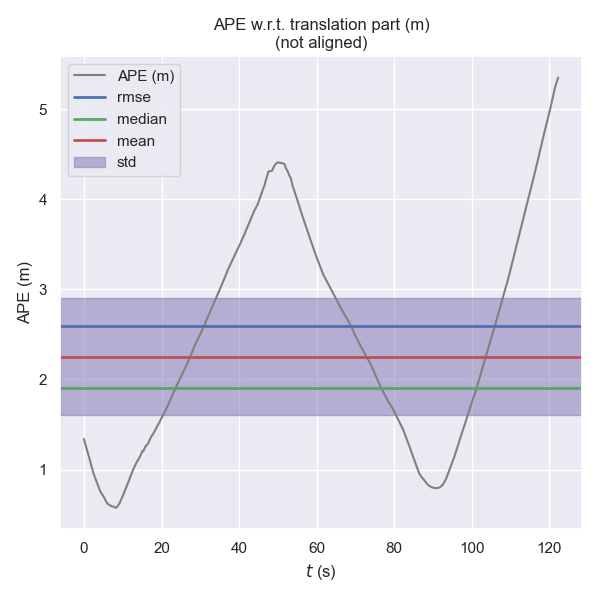 APE w.r.t. translation part (m)
(not aligned)
APE (m)
rmse
median
mean
std
APE (m)
5
4
3
2
1
0 20 40 60 80 100 120
t (s)